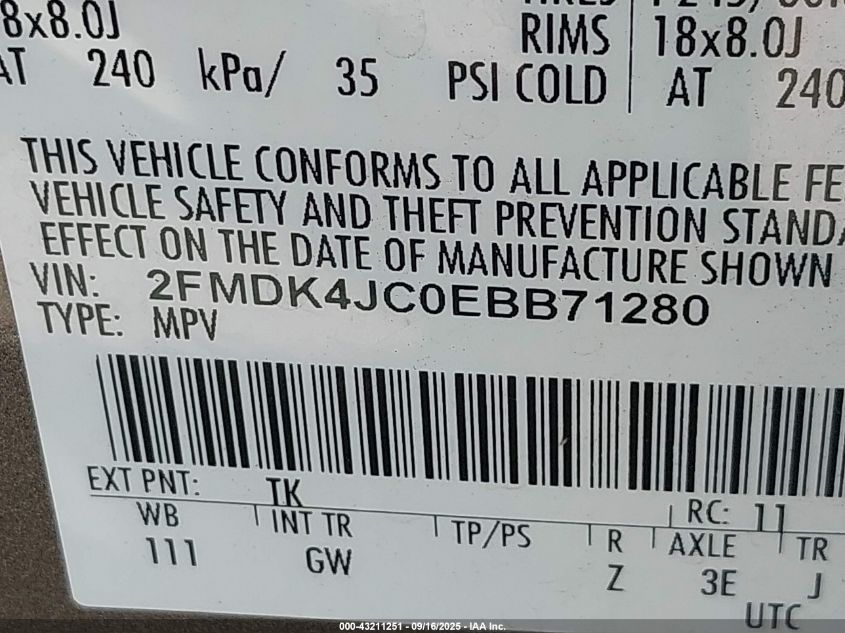 8x8.0J RIMS 18x8.0J
AT 240 kPa/ 35 PSI COLD AT 240
THIS VEHICLE CONFORMS TO ALL APPLICABLE FE
VEHICLE SAFETY AND THEFT PREVENTION STANDA
EFFECT ON THE DATE OF MANUFACTURE SHOWN
VIN: 2FMDK4JC0EBB71280
TYPE: MPV
EXT PNT: TK RC: 11
WB INT TR TP/PS R AXLE TR
111 GW Z 3E J
UTC
000-43211251 - 09/16/2025 - IAA Inc.